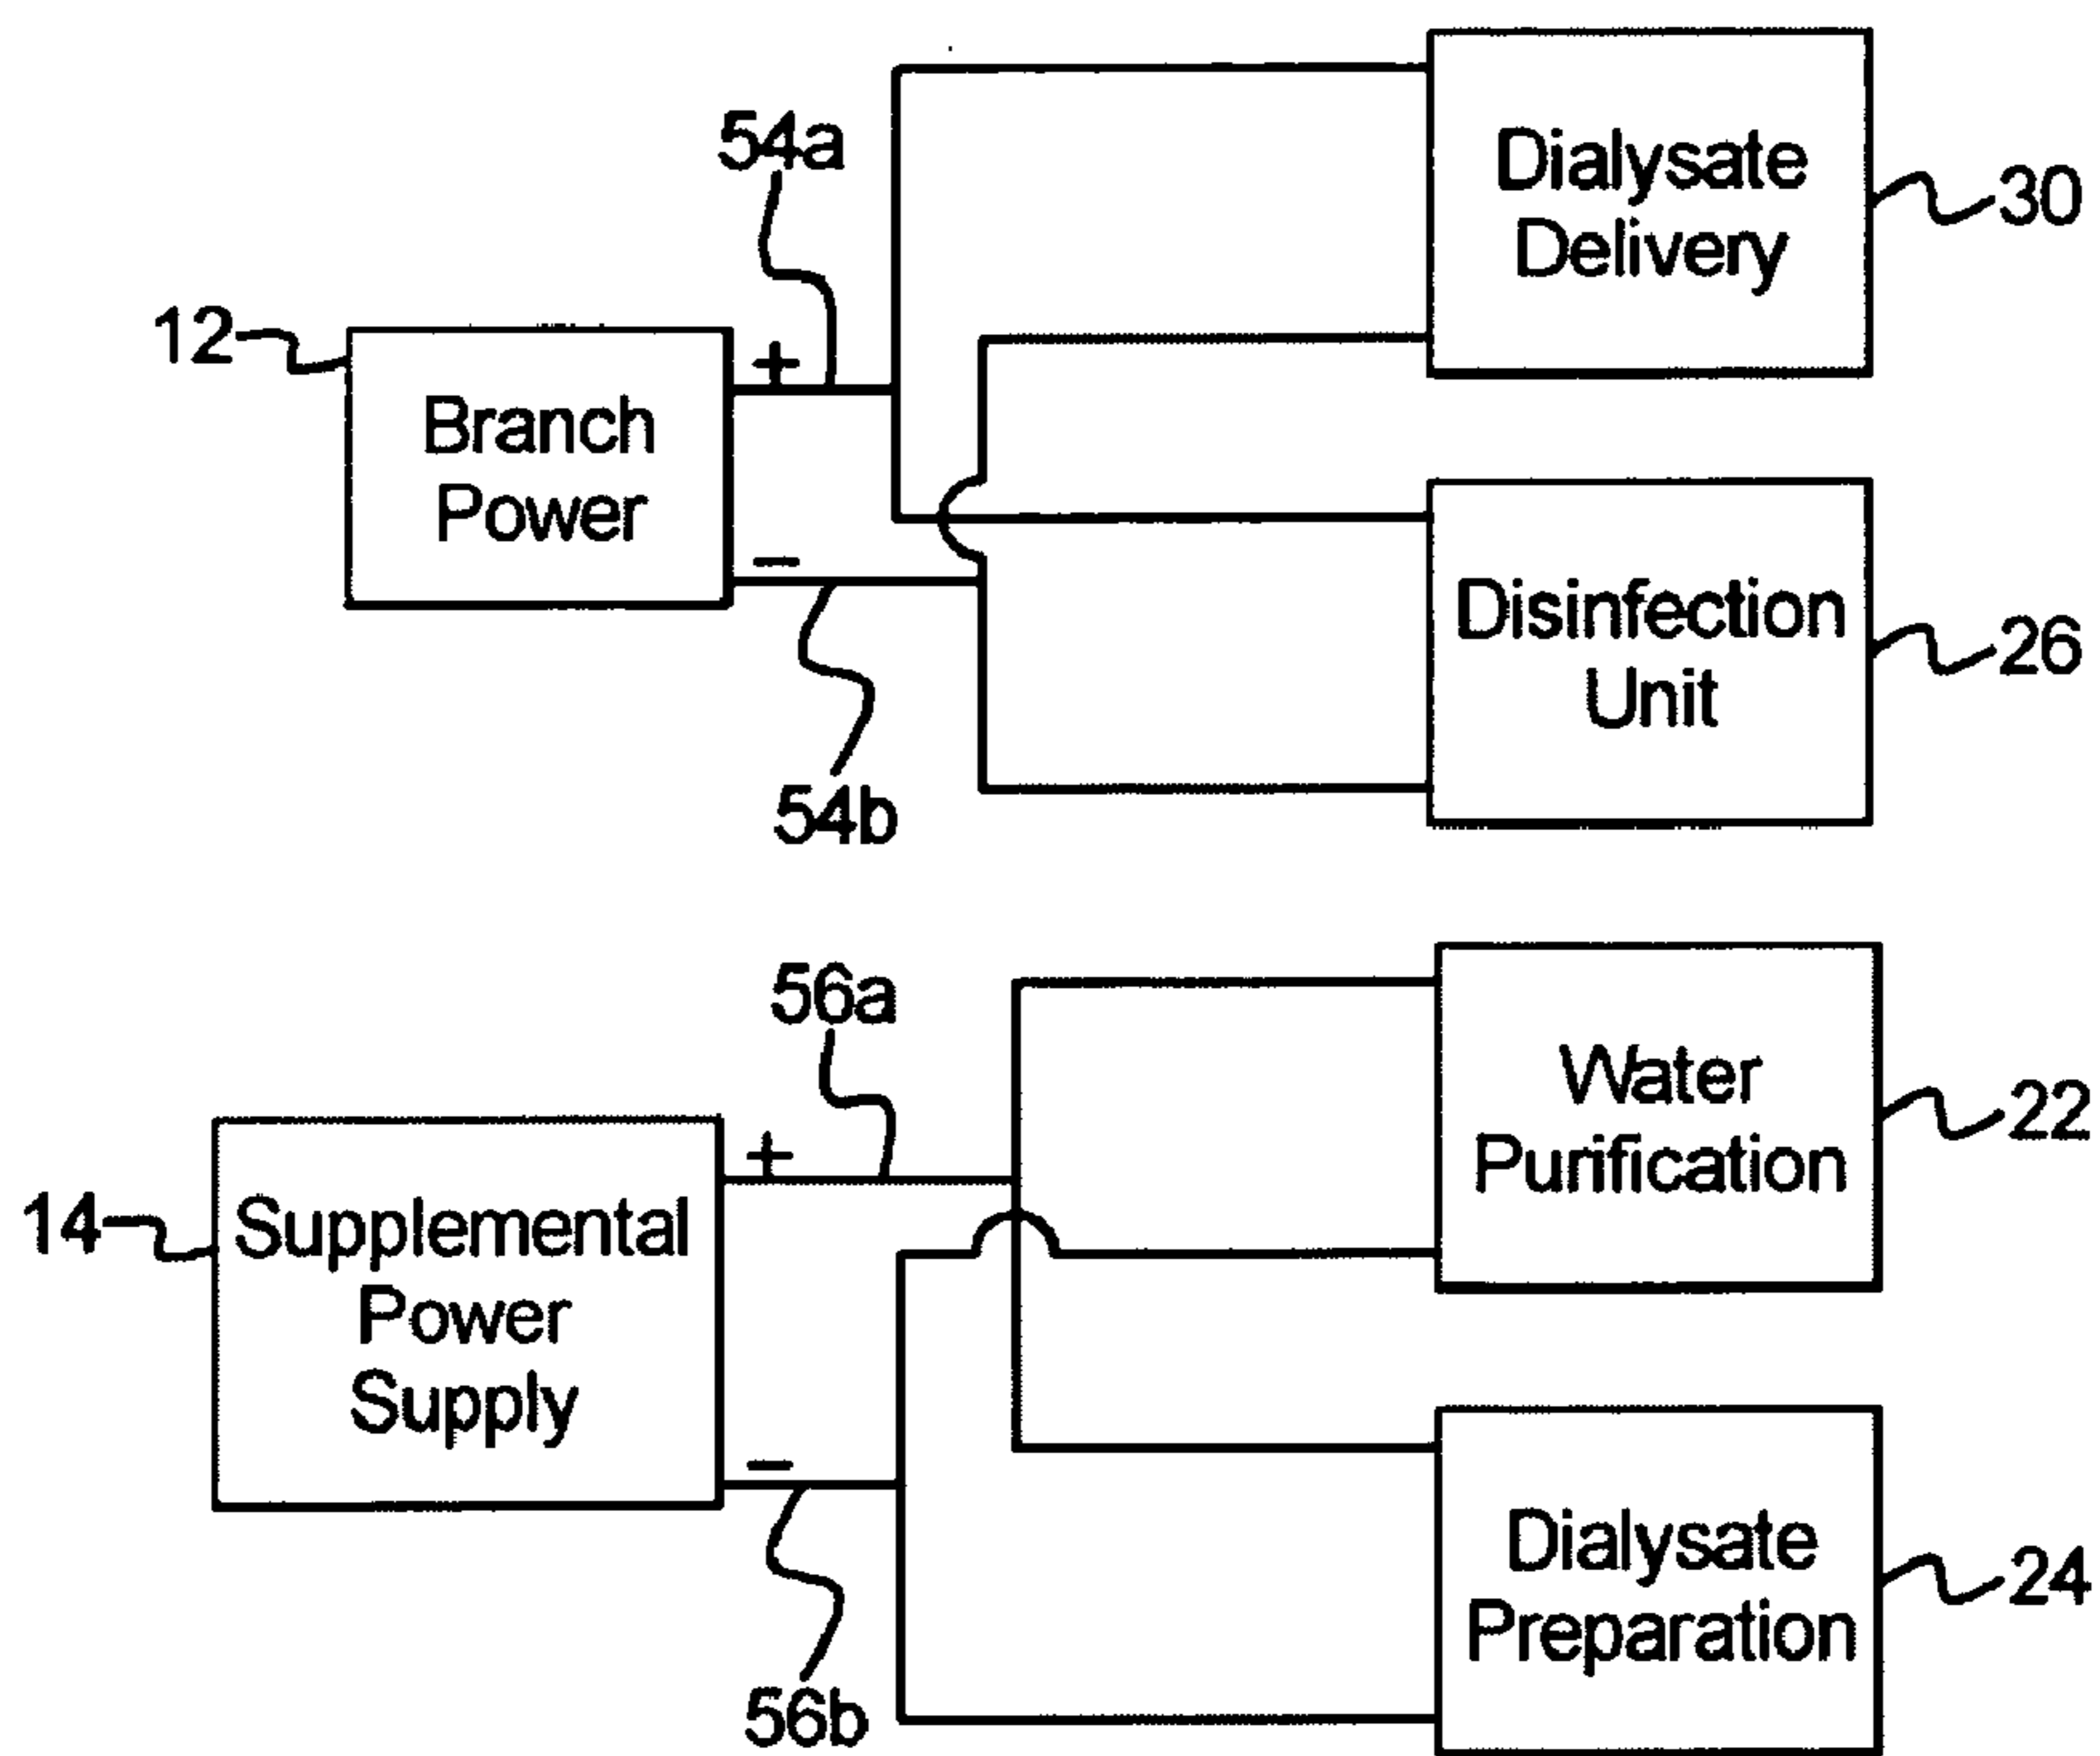 54a
Dialysate
Delivery
30
12
+
Branch
Power
−
54b
Disinfection
Unit
26
56a
Water
Purification
22
14
+
Supplemental
Power
Supply
−
56b
Dialysate
Preparation
24